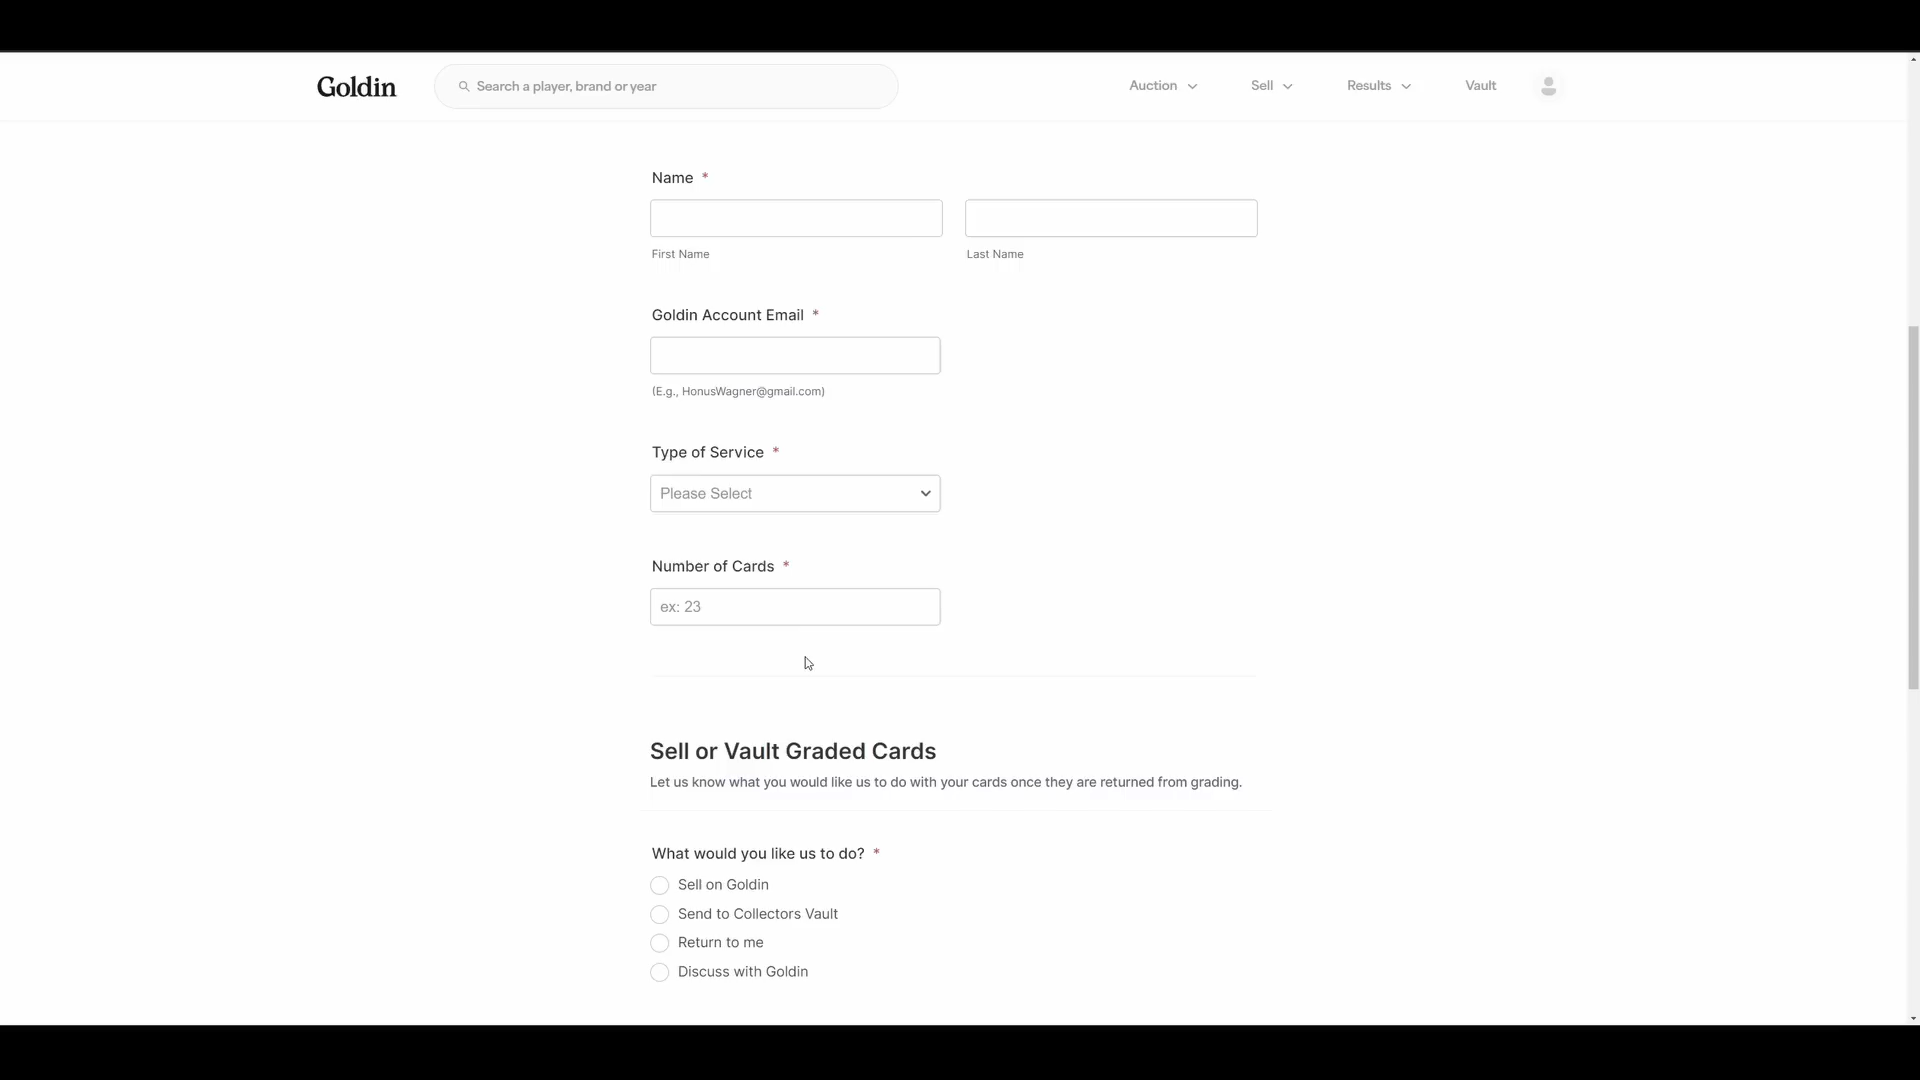 Goldin
Search a player, brand or year
Auction
Sell
Results
Vault
Name *
First Name
Last Name
Goldin Account Email *
(E.g., HonusWagner@gmail.com)
Type of Service *
Please Select
Number of Cards *
ex: 23
Sell or Vault Graded Cards
Let us know what you would like us to do with your cards once they are returned from grading.
What would you like us to do? *
Sell on Goldin
Send to Collectors Vault
Return to me
Discuss with Goldin